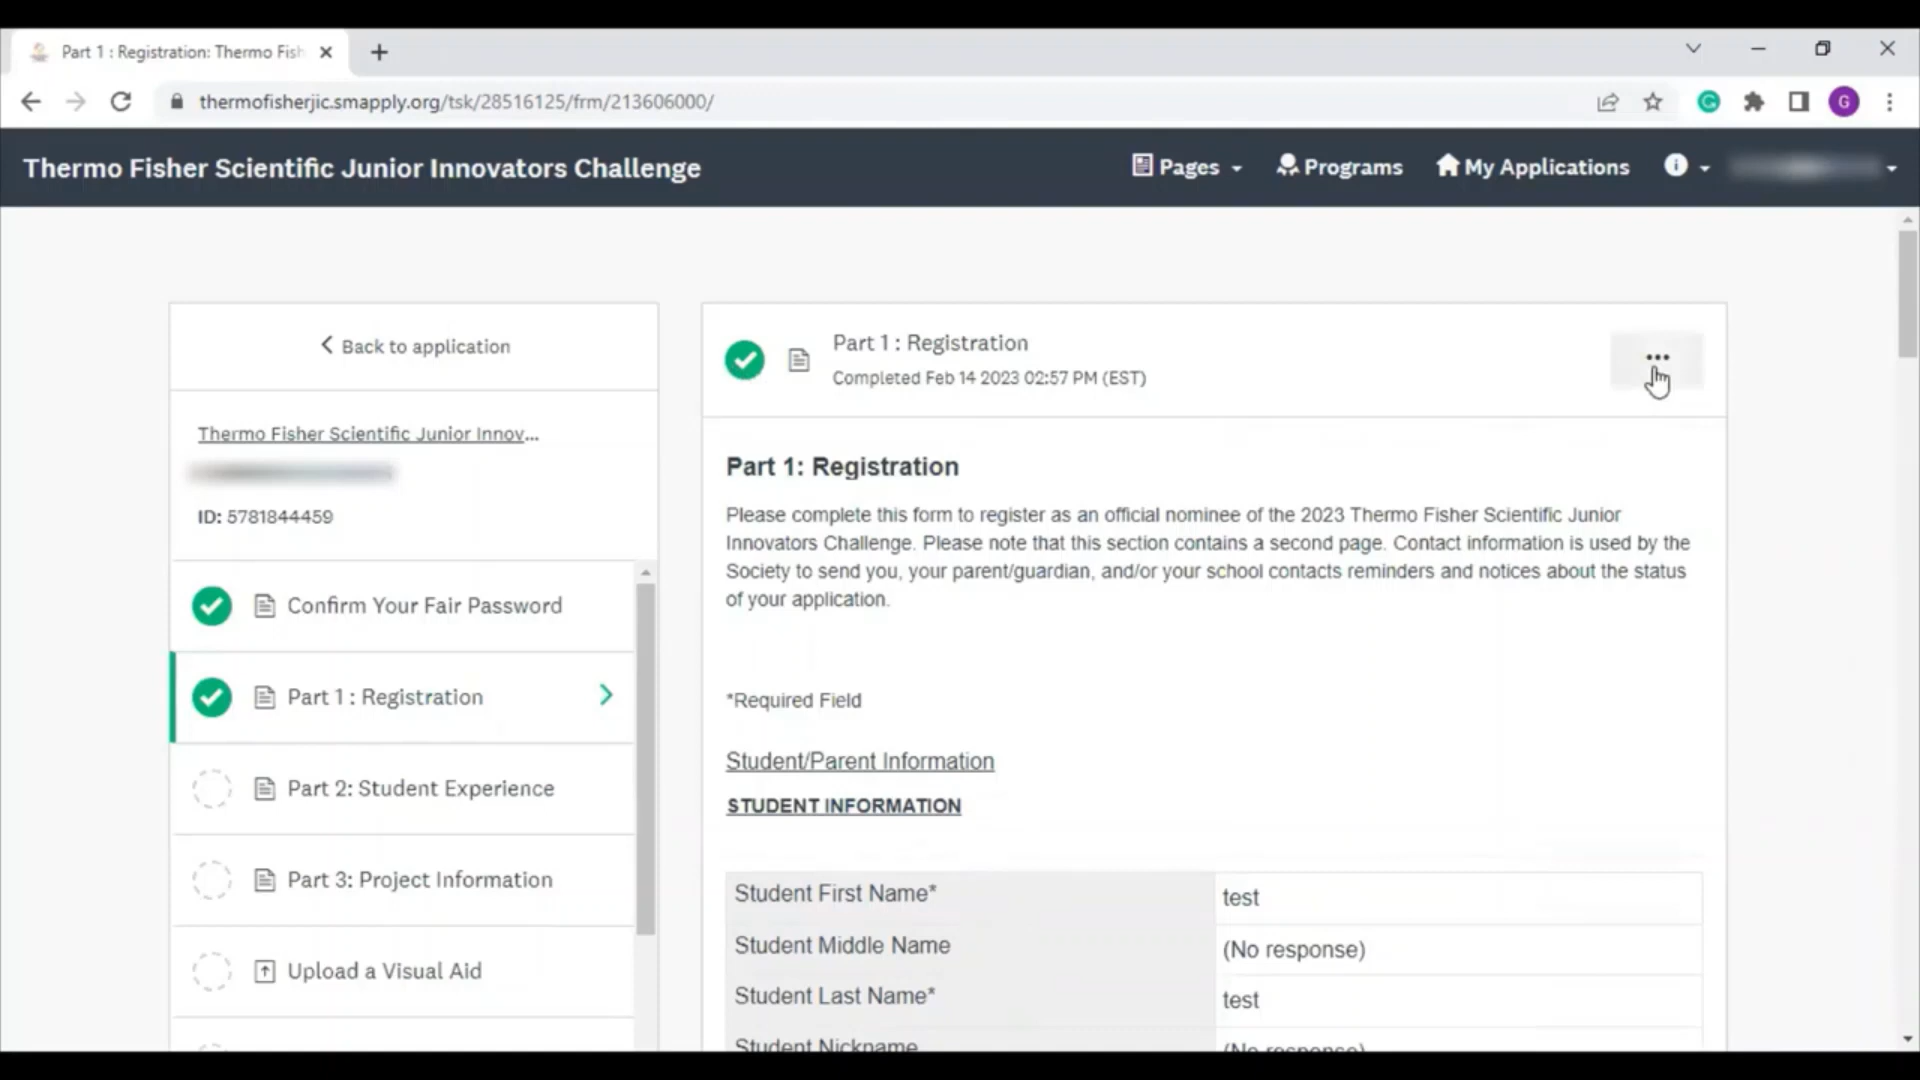 Part 1 : Registration: Thermo Fish
thermofisherjic.smapply.org/tsk/28516125/frm/213606000/
G
Thermo Fisher Scientific Junior Innovators Challenge
Pages
Programs
My Applications
Back to application
Thermo Fisher Scientific Junior Innov...
ID: 5781844459
Confirm Your Fair Password
Part 1 : Registration
Part 2: Student Experience
Part 3: Project Information
Upload a Visual Aid
Part 1 : Registration
Completed Feb 14 2023 02:57 PM (EST)
Part 1: Registration
Please complete this form to register as an official nominee of the 2023 Thermo Fisher Scientific Junior
Innovators Challenge. Please note that this section contains a second page. Contact information is used by the
Society to send you, your parent/guardian, and/or your school contacts reminders and notices about the status
of your application.
*Required Field
Student/Parent Information
STUDENT INFORMATION
Student First Name* test
Student Middle Name (No response)
Student Last Name* test
Student Nickname (No response)